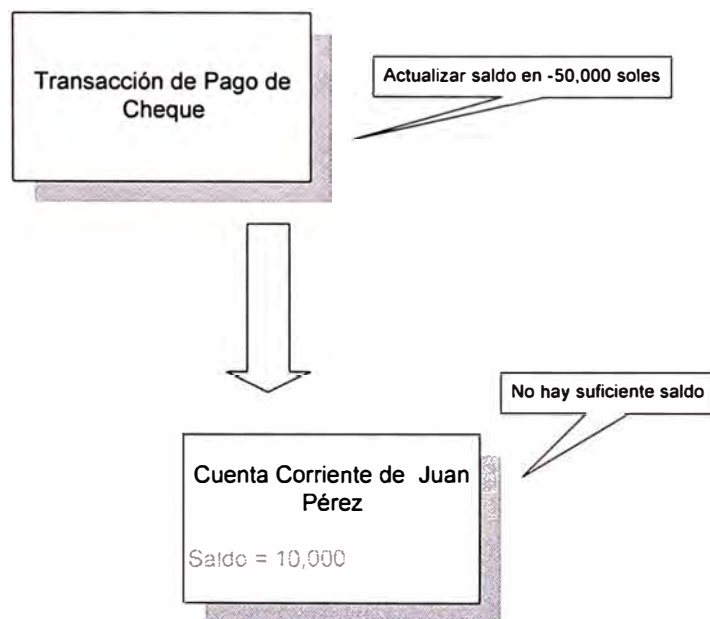 Transacción de Pago de
Cheque
Actualizar saldo en -50,000 soles
No hay suficiente saldo
Cuenta Corriente de Juan
Pérez
Saldo = 10,000